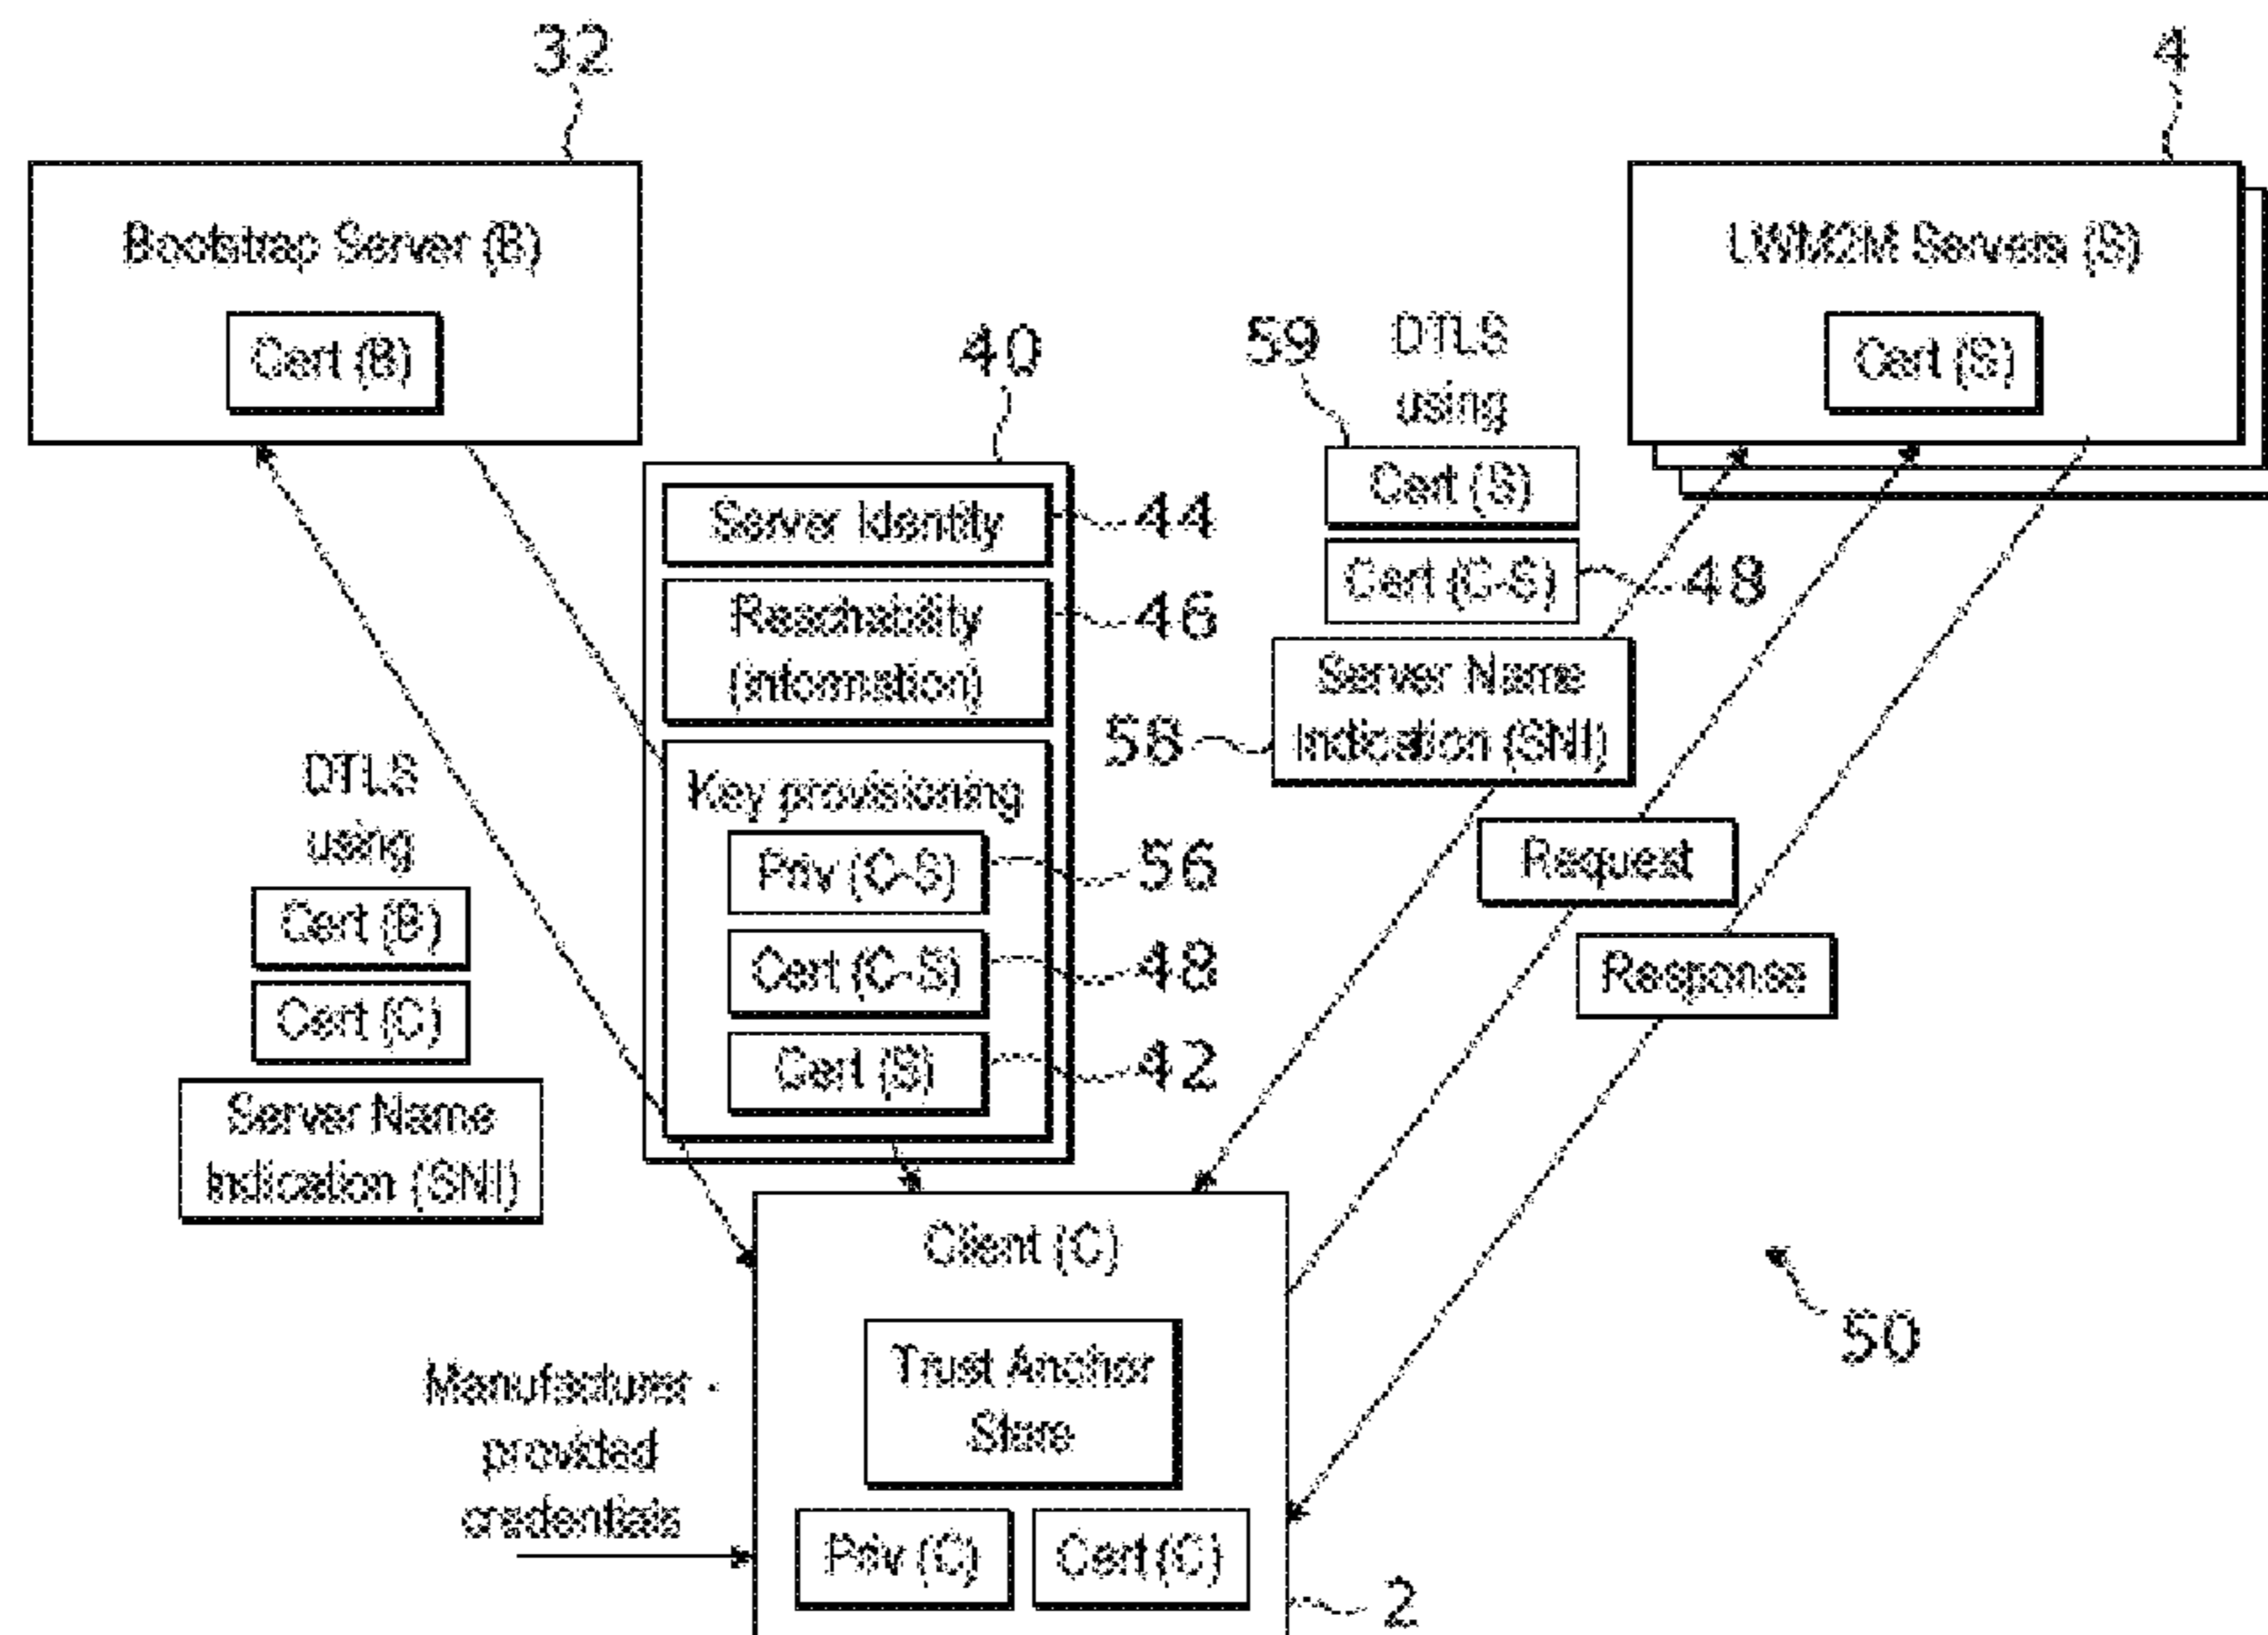 32
4
Bootstrap Server (B)
Cert (B)
LWM2M Servers (S)
Cert (S)
40
Server Identity
44
Reachability
(information)
46
Key provisioning
Priv (C-S)
56
Cert (C-S)
48
Cert (S)
42
59
DTLS
using
Cert (S)
Cert (C-S)
48
Server Name
Indication (SNI)
58
Request
Response
DTLS
using
Cert (B)
Cert (C)
Server Name
Indication (SNI)
Client (C)
Trust Anchor
Store
Priv (C)
Cert (C)
Manufacturer -
provided
credentials
50
2